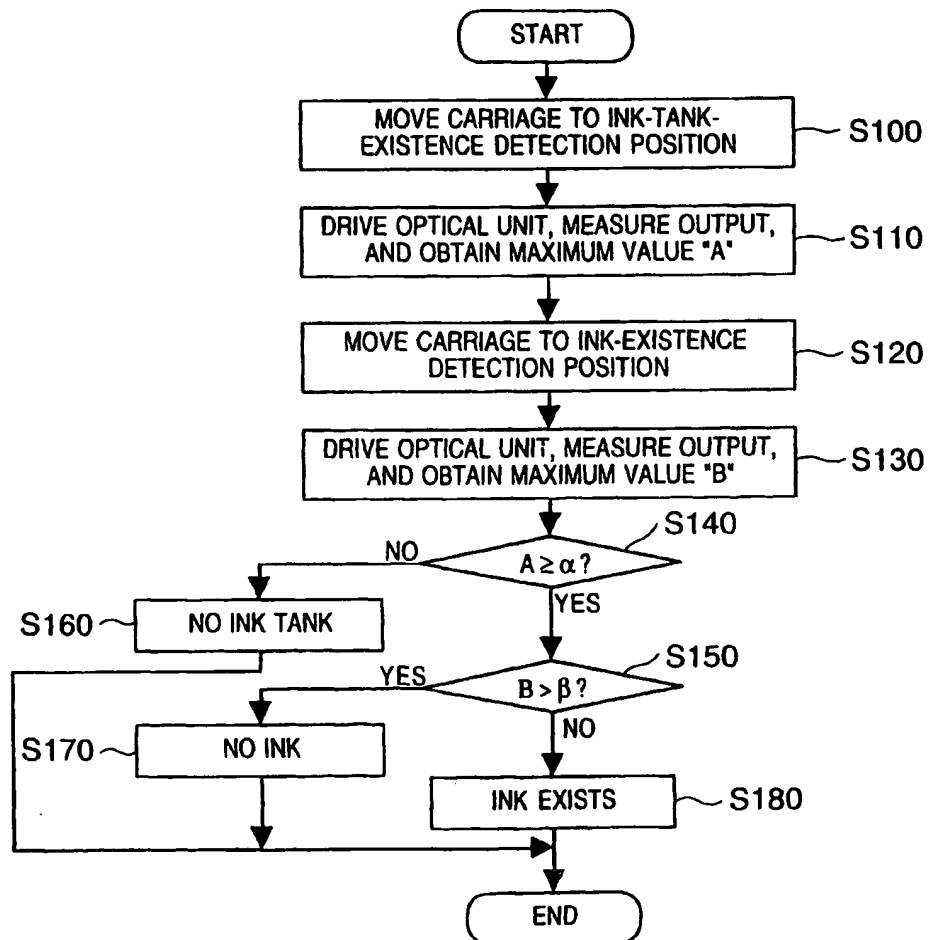 START
MOVE CARRIAGE TO INK-TANK-
EXISTENCE DETECTION POSITION
S100
DRIVE OPTICAL UNIT, MEASURE OUTPUT,
AND OBTAIN MAXIMUM VALUE "A"
S110
MOVE CARRIAGE TO INK-EXISTENCE
DETECTION POSITION
S120
DRIVE OPTICAL UNIT, MEASURE OUTPUT,
AND OBTAIN MAXIMUM VALUE "B"
S130
S140
A ≥ α ?
NO
YES
S160
NO INK TANK
S150
B > β ?
YES
NO
S170
NO INK
INK EXISTS
S180
END